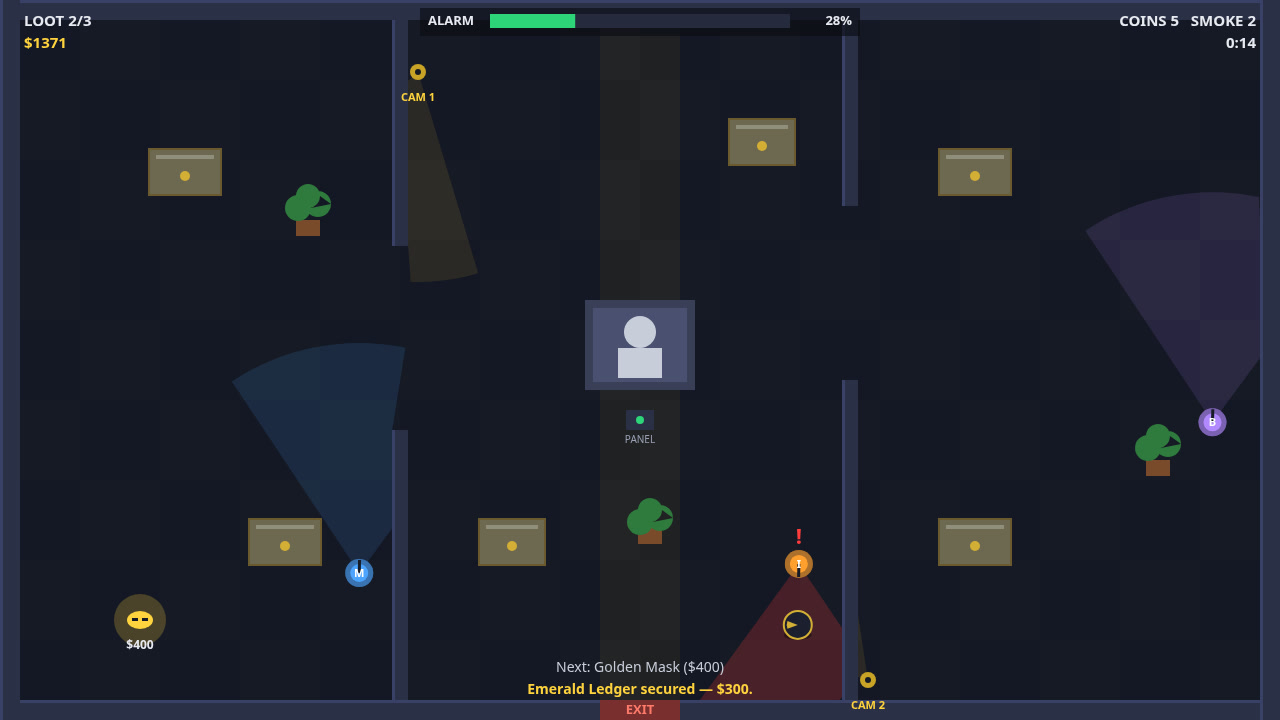 LOOT 2/3
$1371
ALARM 28%
COINS 5 SMOKE 2
0:14
CAM 1
PANEL
B
!
I
M
$400
Next: Golden Mask ($400)
Emerald Ledger secured — $300.
EXIT
CAM 2